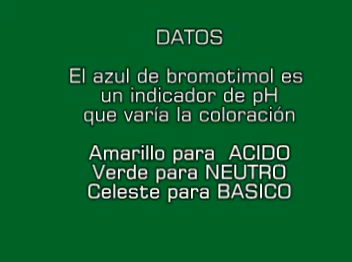 DATOS
El azul de bromotimol es
un indicador de pH
que varía la coloración
Amarillo para ACIDO
Verde para NEUTRO
Celeste para BASICO